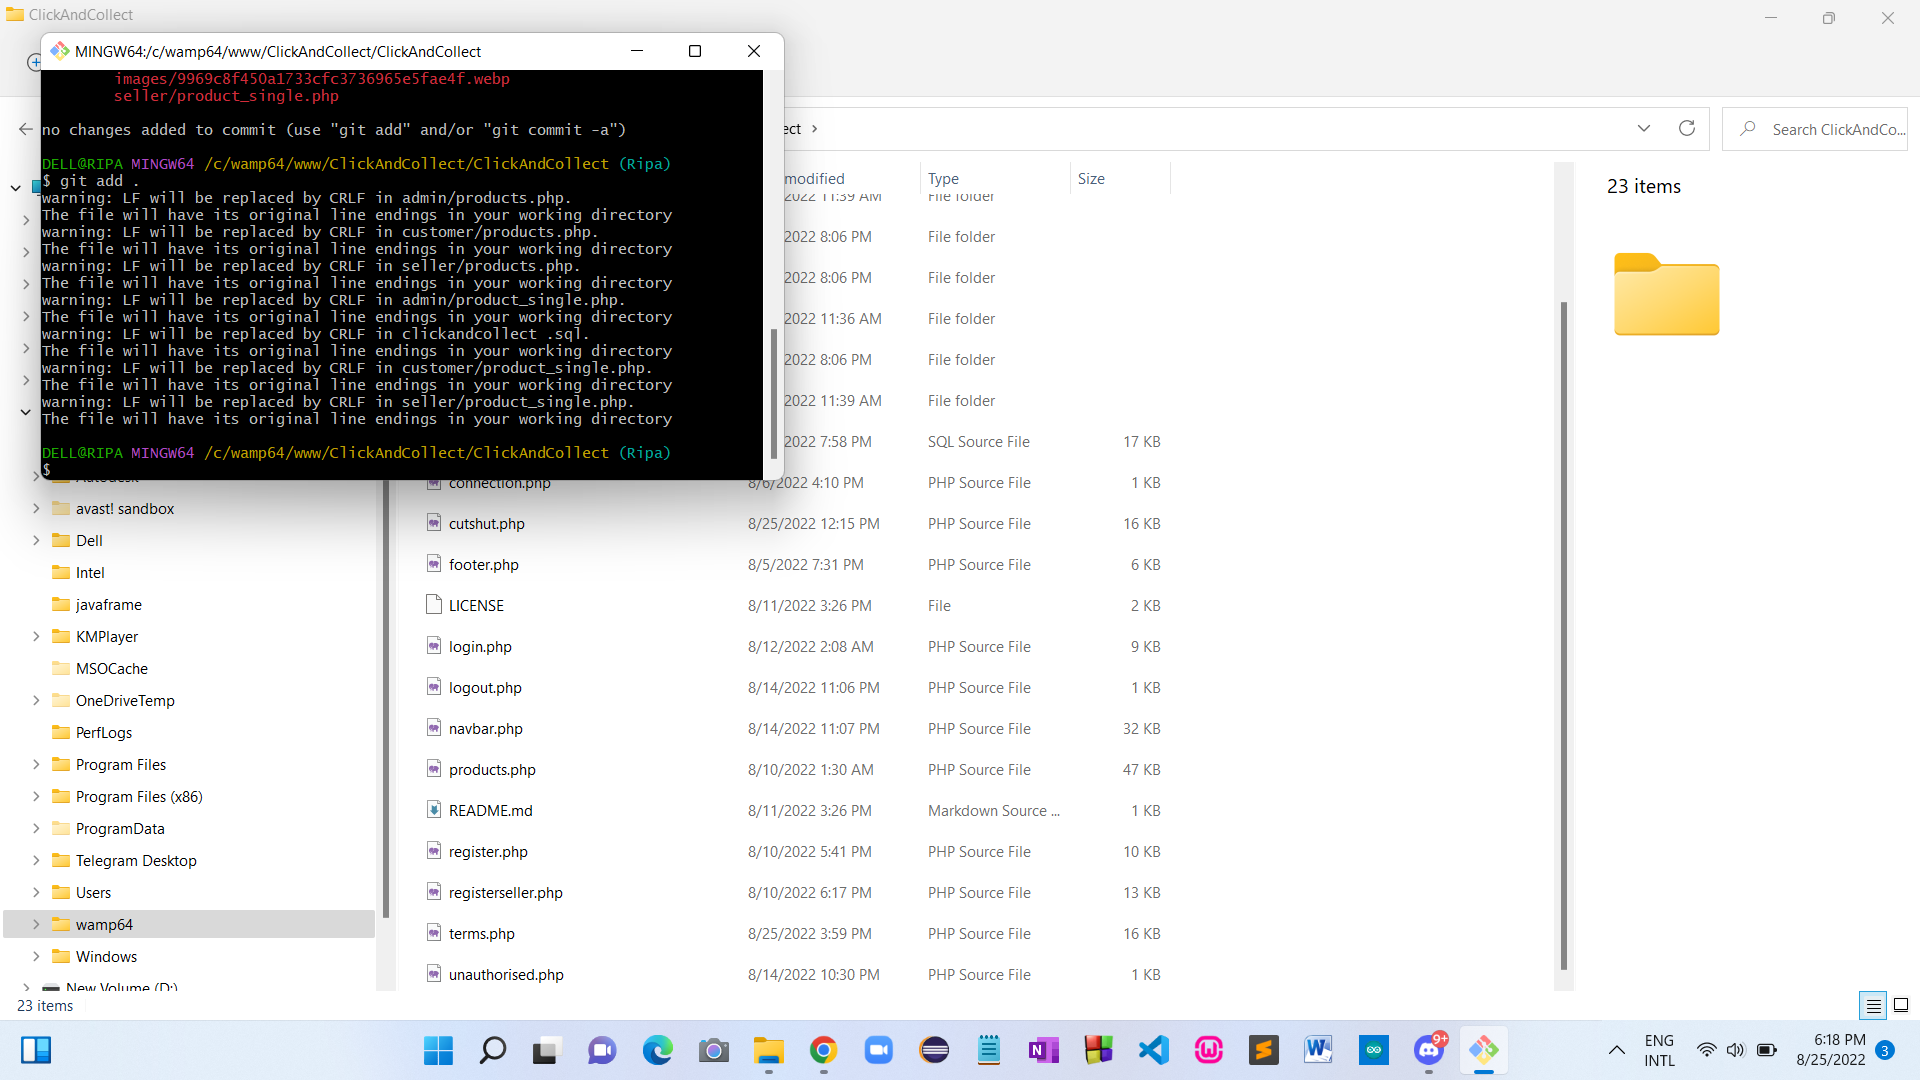 ClickAndCollect
MINGW64:/c/wamp64/www/ClickAndCollect/ClickAndCollect
images/9969c8f450a1733cfc3736965e5fae4f.webp
seller/product_single.php
no changes added to commit (use "git add" and/or "git commit -a")
DELL@RIPA MINGW64 /c/wamp64/www/ClickAndCollect/ClickAndCollect (Ripa)
$ git add .
warning: LF will be replaced by CRLF in admin/products.php.
The file will have its original line endings in your working directory
warning: LF will be replaced by CRLF in customer/products.php.
The file will have its original line endings in your working directory
warning: LF will be replaced by CRLF in seller/products.php.
The file will have its original line endings in your working directory
warning: LF will be replaced by CRLF in admin/product_single.php.
The file will have its original line endings in your working directory
warning: LF will be replaced by CRLF in clickandcollect .sql.
The file will have its original line endings in your working directory
warning: LF will be replaced by CRLF in customer/product_single.php.
The file will have its original line endings in your working directory
warning: LF will be replaced by CRLF in seller/product_single.php.
The file will have its original line endings in your working directory
DELL@RIPA MINGW64 /c/wamp64/www/ClickAndCollect/ClickAndCollect (Ripa)
$
ect
Search ClickAndCo...
modified Type Size
2022 11:39 AM File folder
2022 8:06 PM File folder
2022 8:06 PM File folder
2022 11:36 AM File folder
2022 8:06 PM File folder
2022 11:39 AM File folder
2022 7:58 PM SQL Source File 17 KB
connection.php 8/6/2022 4:10 PM PHP Source File 1 KB
cutshut.php 8/25/2022 12:15 PM PHP Source File 16 KB
footer.php 8/5/2022 7:31 PM PHP Source File 6 KB
LICENSE 8/11/2022 3:26 PM File 2 KB
login.php 8/12/2022 2:08 AM PHP Source File 9 KB
logout.php 8/14/2022 11:06 PM PHP Source File 1 KB
navbar.php 8/14/2022 11:07 PM PHP Source File 32 KB
products.php 8/10/2022 1:30 AM PHP Source File 47 KB
README.md 8/11/2022 3:26 PM Markdown Source ... 1 KB
register.php 8/10/2022 5:41 PM PHP Source File 10 KB
registerseller.php 8/10/2022 6:17 PM PHP Source File 13 KB
terms.php 8/25/2022 3:59 PM PHP Source File 16 KB
unauthorised.php 8/14/2022 10:30 PM PHP Source File 1 KB
23 items
Autodesk
avast! sandbox
Dell
Intel
javaframe
KMPlayer
MSOCache
OneDriveTemp
PerfLogs
Program Files
Program Files (x86)
ProgramData
Telegram Desktop
Users
wamp64
Windows
New Volume (D:)
23 items
9+
ENG
INTL
6:18 PM
8/25/2022
3